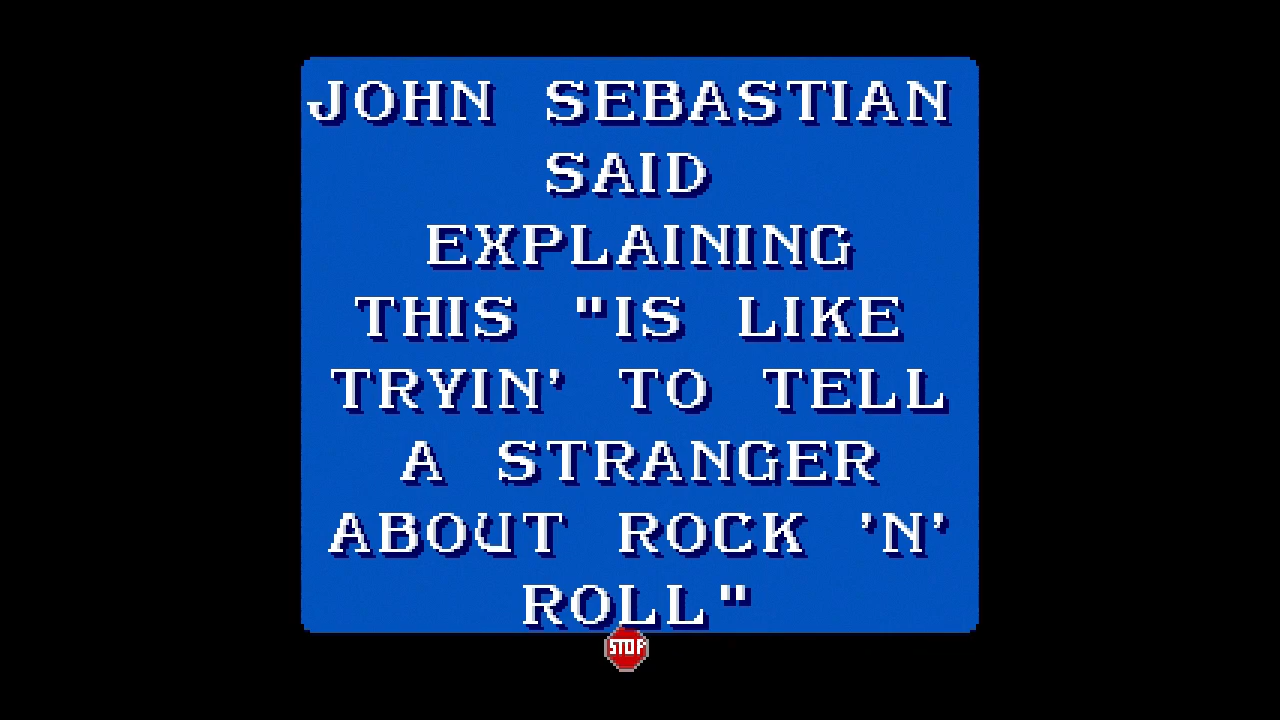 JOHN SEBASTIAN
SAID
EXPLAINING
THIS "IS LIKE
TRYIN' TO TELL
A STRANGER
ABOUT ROCK 'N'
ROLL"
STOP